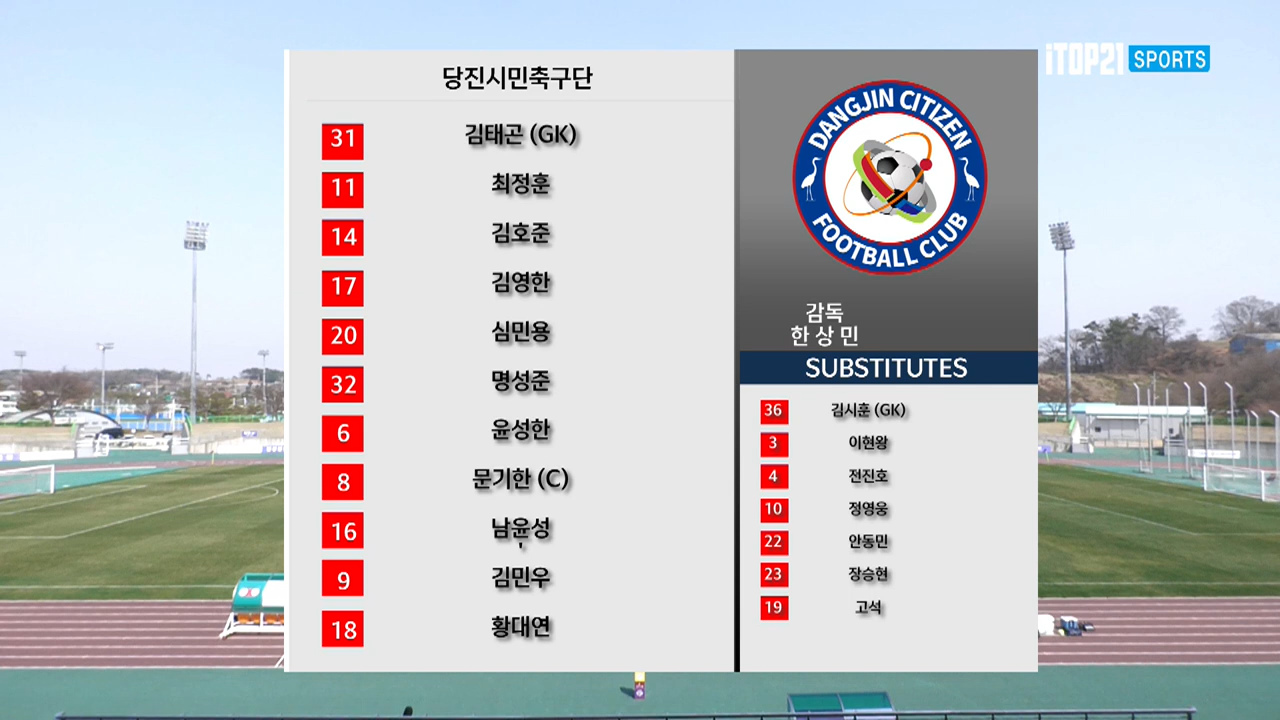 당진시민축구단
31 김태곤 (GK)
11 최정훈
14 김호준
17 김영한
20 심민용
32 명성준
6 윤성한
8 문기한 (C)
16 남윤성
9 김민우
18 황대연
iTOP21 SPORTS
DANGJIN CITIZEN
FOOTBALL CLUB
감독
한 상 민
SUBSTITUTES
36 김시훈 (GK)
3 이현왕
4 전진호
10 정영웅
22 안동민
23 장승현
19 고석